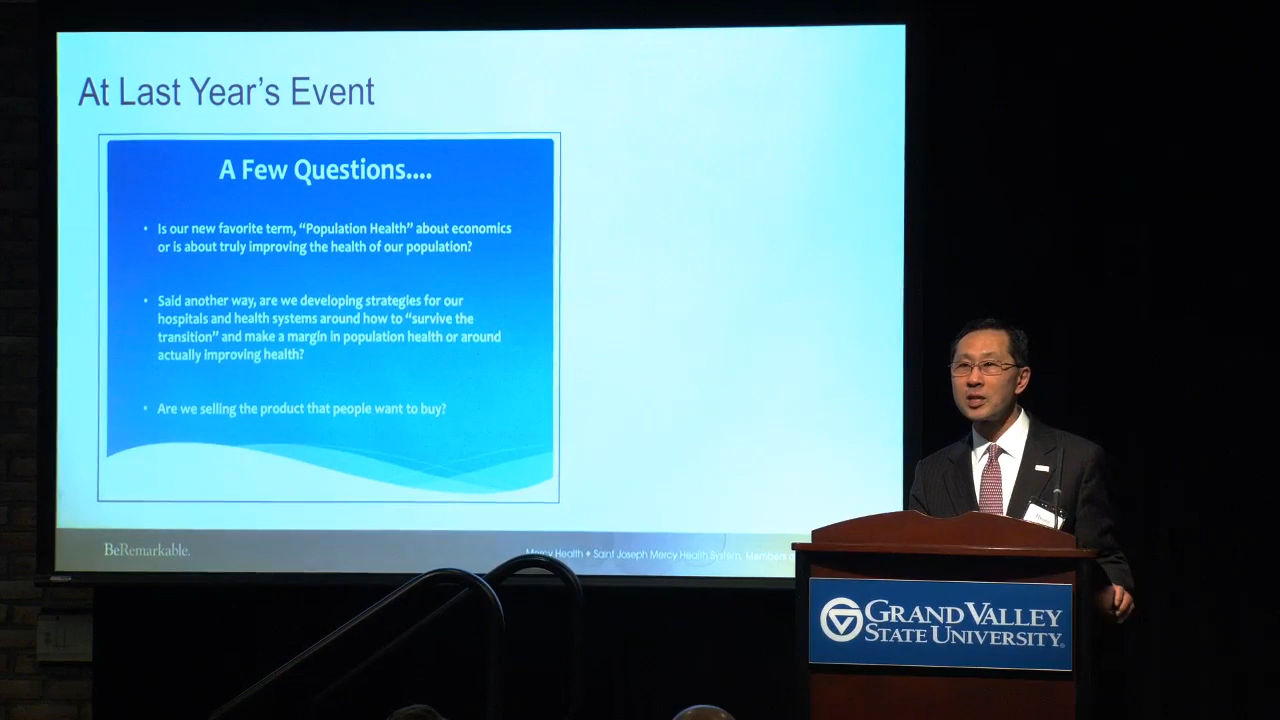 At Last Year's Event
A Few Questions....
• Is our new favorite term, “Population Health” about economics
or is about truly improving the health of our population?
• Said another way, are we developing strategies for our
hospitals and health systems around how to “survive the
transition” and make a margin in population health or around
actually improving health?
• Are we selling the product that people want to buy?
BeRemarkable.
Mercy Health • Saint Joseph Mercy Health System, Members
GRAND VALLEY
STATE UNIVERSITY®